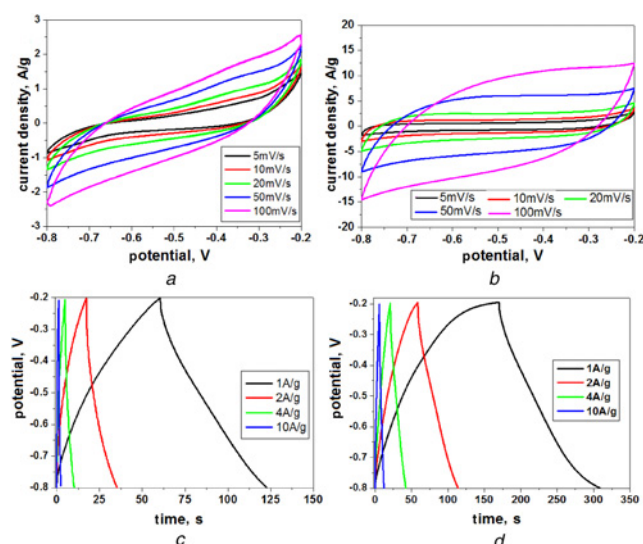 current density, A/g
3
2
1
0
-1
-2
-3
5mV/s
10mV/s
20mV/s
50mV/s
100mV/s
-0.8 -0.7 -0.6 -0.5 -0.4 -0.3 -0.2
potential, V
a
current density, A/g
25
20
15
10
5
0
-5
-10
-15
-20
5mV/s 10mV/s 20mV/s
50mV/s 100mV/s
-0.8 -0.7 -0.6 -0.5 -0.4 -0.3 -0.2
potential, V
b
potential, V
-0.2
-0.3
-0.4
-0.5
-0.6
-0.7
-0.8
1A/g
2A/g
4A/g
10A/g
0 25 50 75 100 125 150
time, s
c
potential, V
-0.2
-0.3
-0.4
-0.5
-0.6
-0.7
-0.8
1A/g
2A/g
4A/g
10A/g
0 50 100 150 200 250 300 350
time, s
d